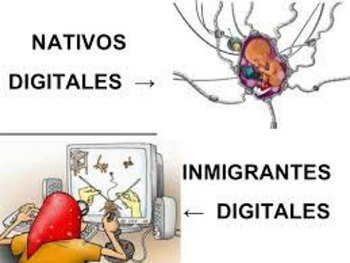 NATIVOS
DIGITALES →
INMIGRANTES
← DIGITALES